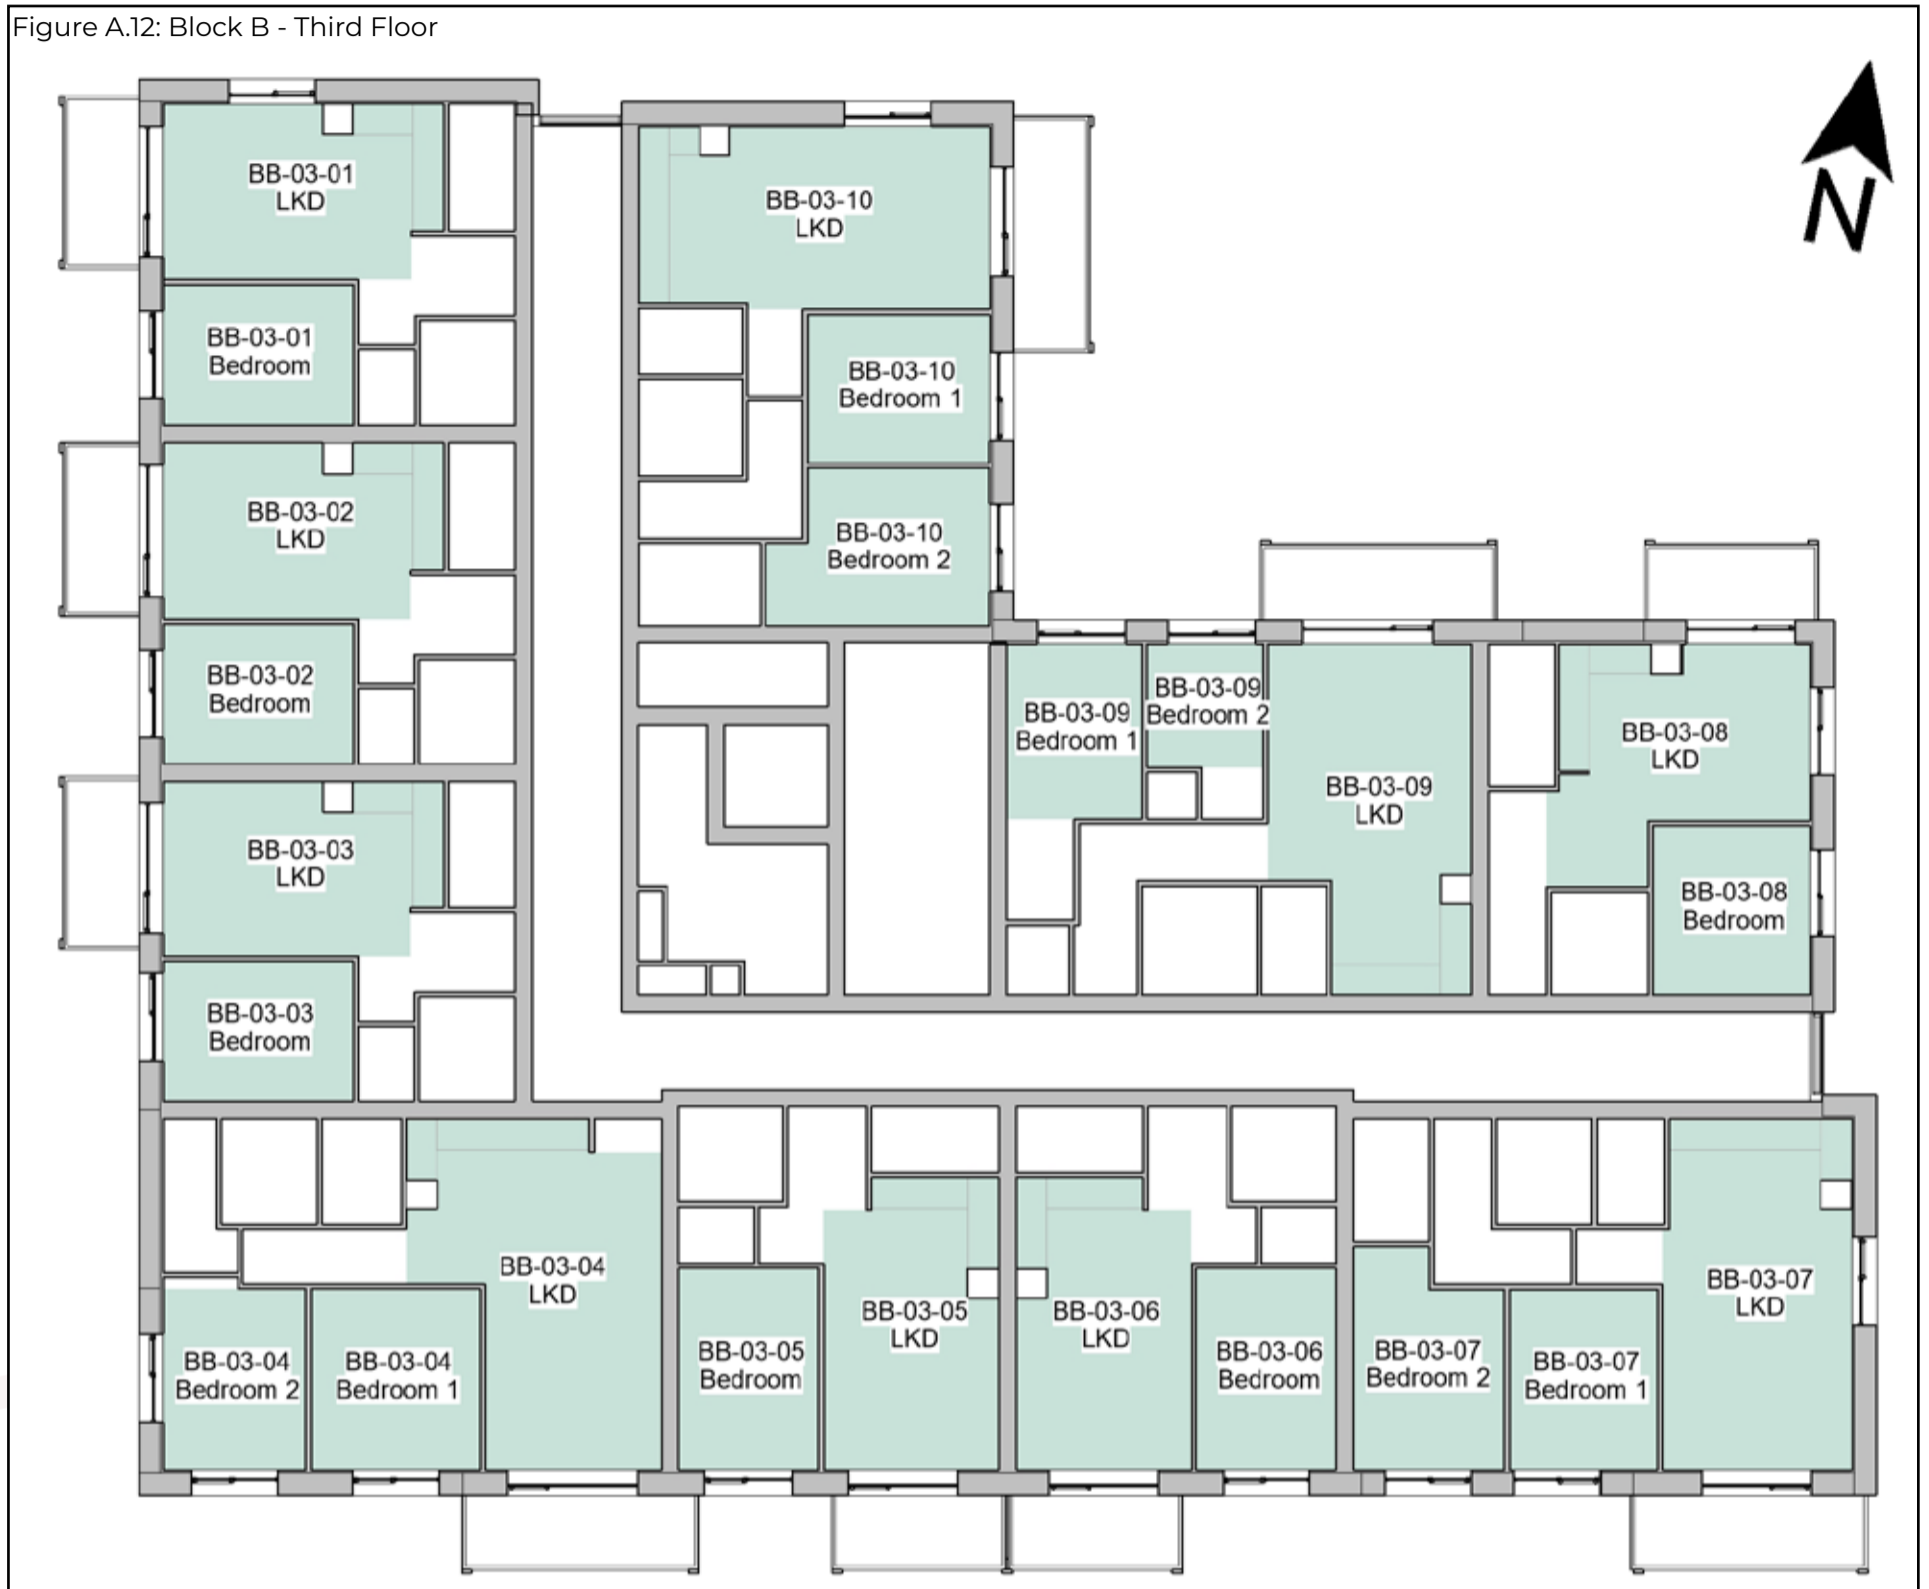 Figure A.12: Block B - Third Floor
N
BB-03-01
LKD
BB-03-10
LKD
BB-03-01
Bedroom
BB-03-10
Bedroom 1
BB-03-02
LKD
BB-03-10
Bedroom 2
BB-03-02
Bedroom
BB-03-09
Bedroom 1
BB-03-09
Bedroom 2
BB-03-09
LKD
BB-03-08
LKD
BB-03-03
LKD
BB-03-08
Bedroom
BB-03-03
Bedroom
BB-03-04
LKD
BB-03-04
Bedroom 2
BB-03-04
Bedroom 1
BB-03-05
Bedroom
BB-03-05
LKD
BB-03-06
LKD
BB-03-06
Bedroom
BB-03-07
Bedroom 2
BB-03-07
Bedroom 1
BB-03-07
LKD